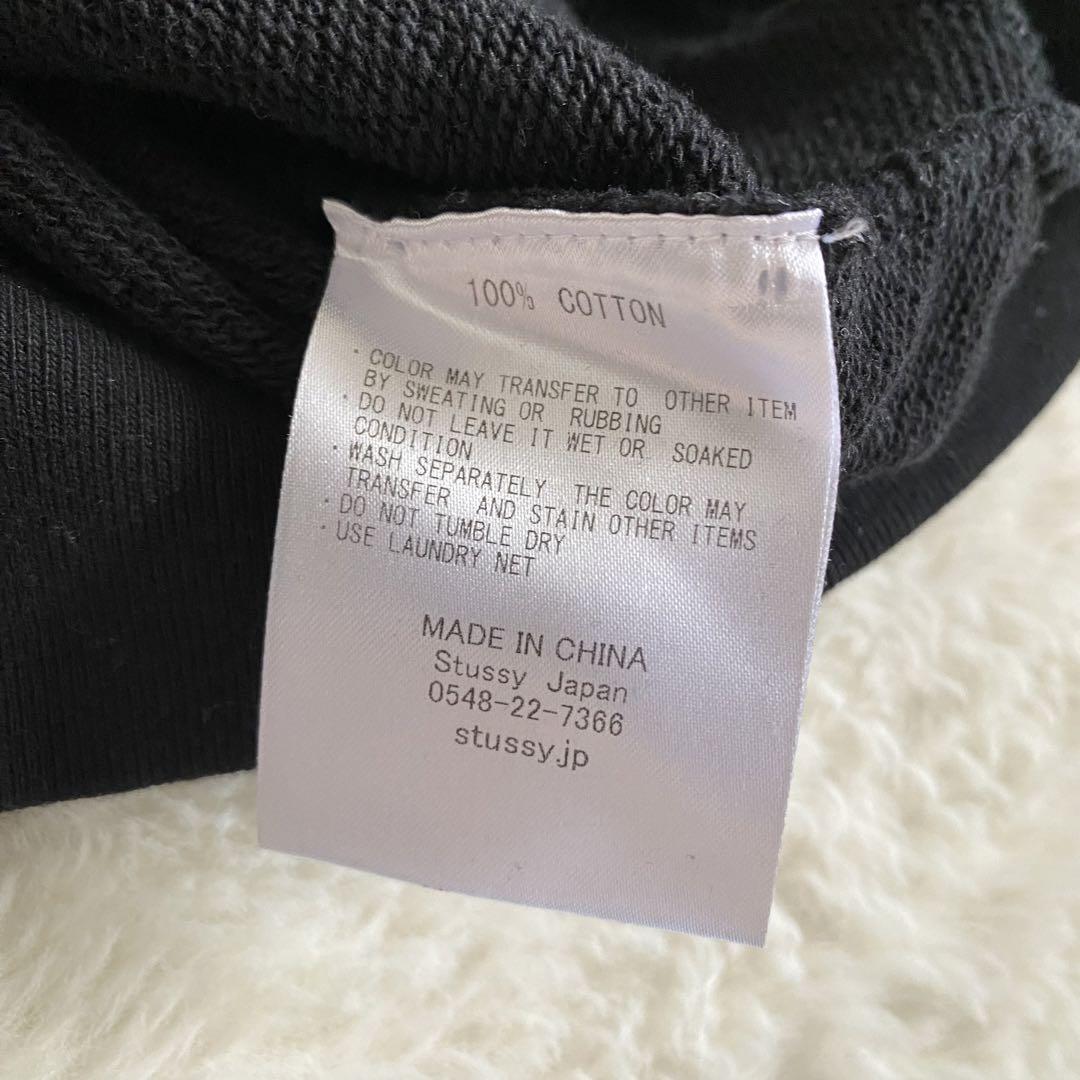 100% COTTON
・COLOR MAY TRANSFER TO OTHER ITEM
BY SWEATING OR RUBBING
・DO NOT LEAVE IT WET OR SOAKED
CONDITION
・WASH SEPARATELY THE COLOR MAY
TRANSFER AND STAIN OTHER ITEMS
・DO NOT TUMBLE DRY
・USE LAUNDRY NET
MADE IN CHINA
Stussy Japan
0548-22-7366
stussy.jp